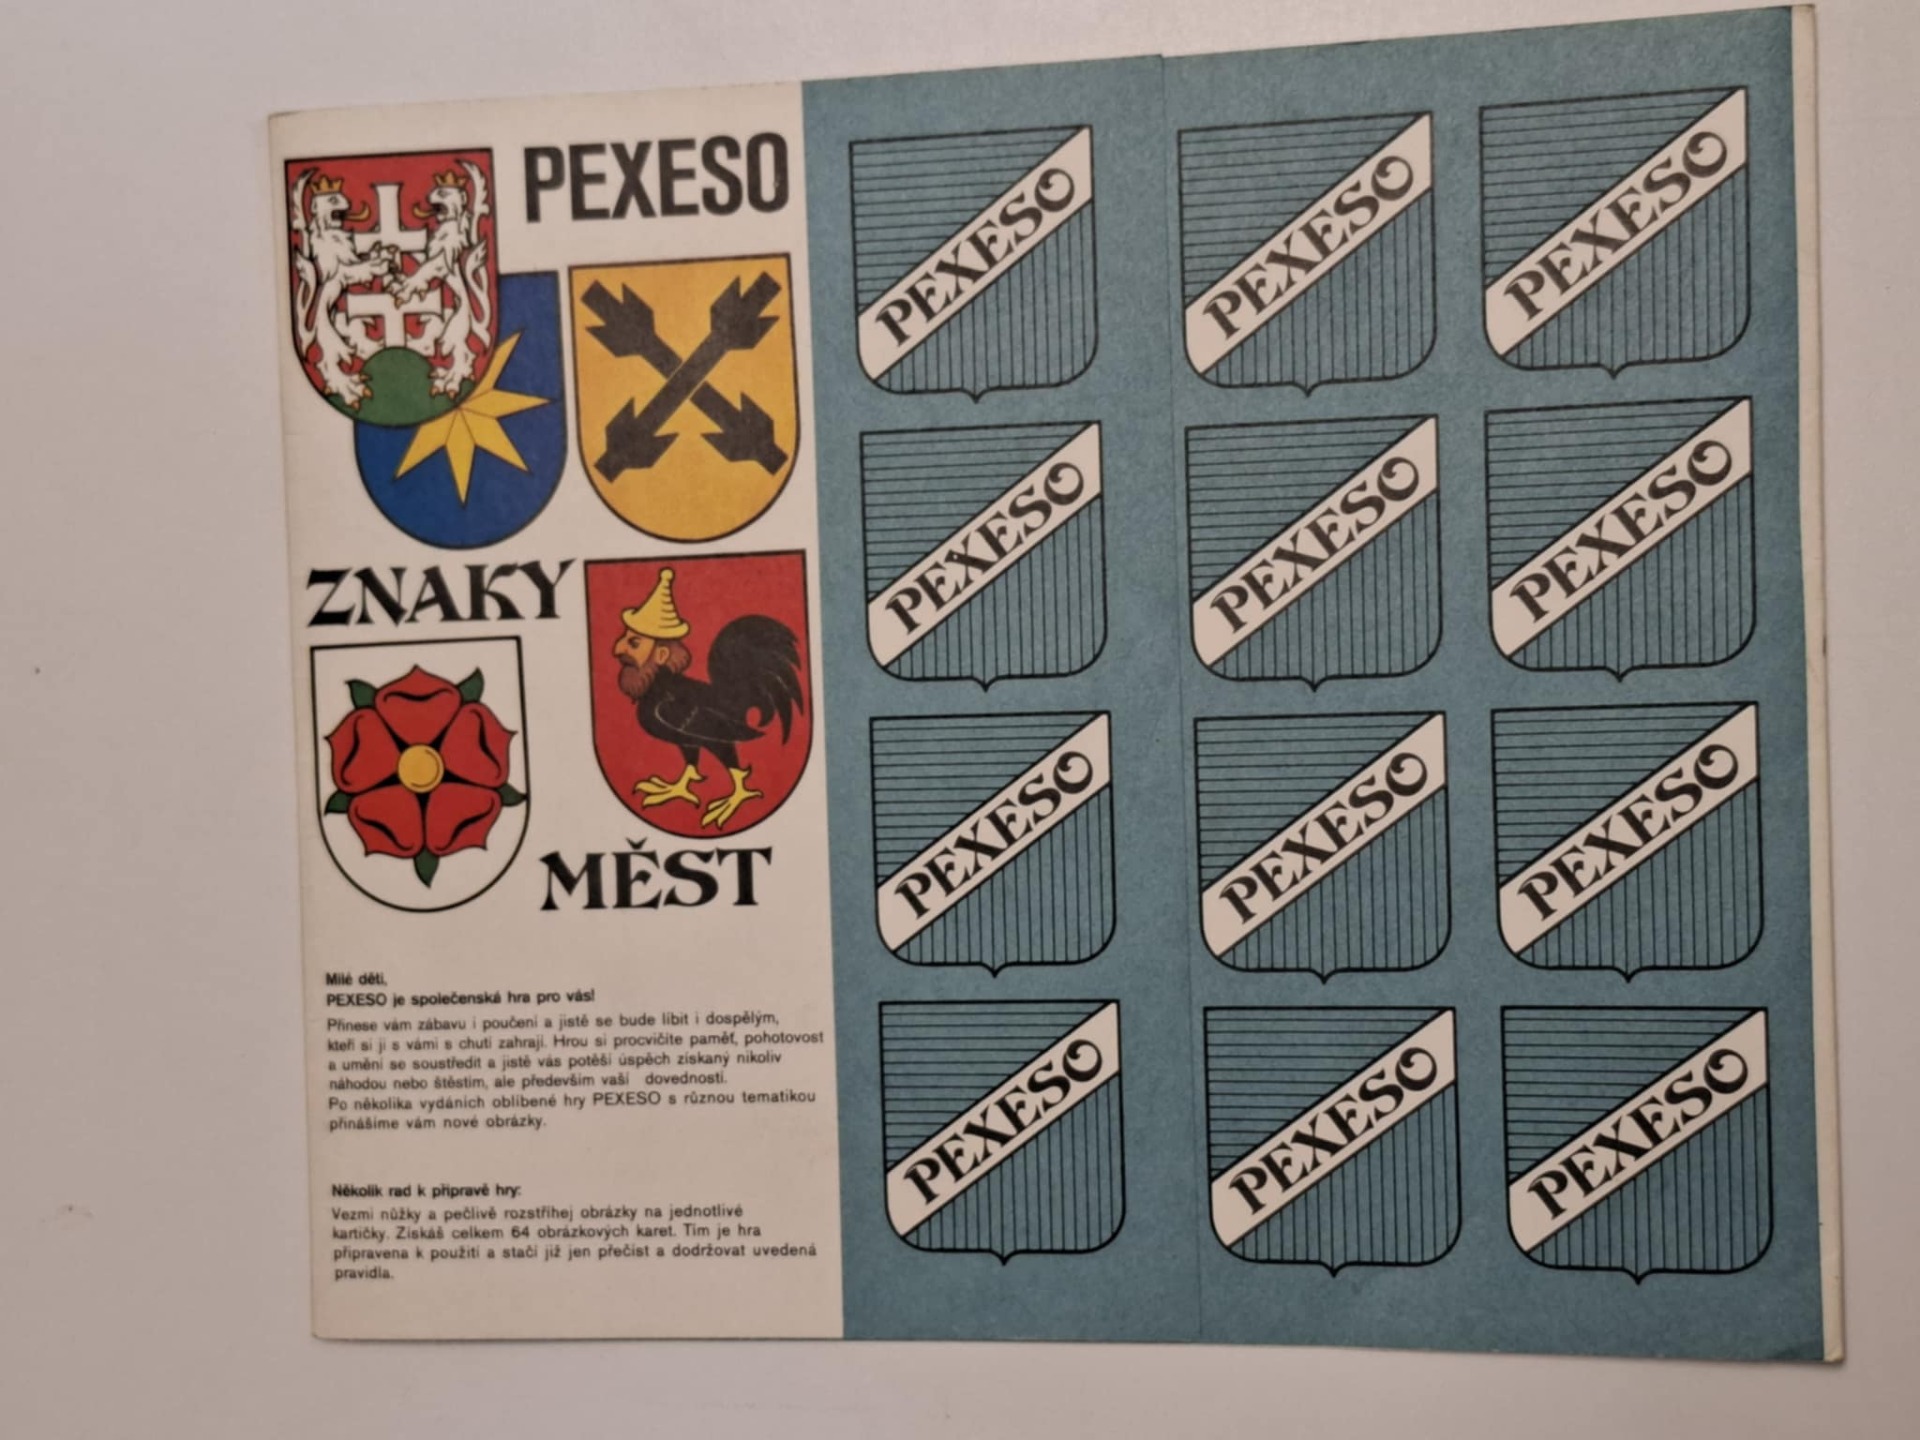 PEXESO
ZNAKY
MĚST
Milé děti,
PEXESO je společenská hra pro vás!
Přinese vám zábavu i poučení a jistě se bude líbit i dospělým,
kteří si ji s vámi s chutí zahrají. Hrou si procvičíte paměť, pohotovost
a umění se soustředit a jistě vás potěší úspěch získaný nikoliv
náhodou nebo štěstím, ale především vaší dovedností.
Po několika vydáních oblíbené hry PEXESO s různou tematikou
přinášíme vám nové obrázky.
Několik rad k přípravě hry:
Vezmi nůžky a pečlivě rozstříhej obrázky na jednotlivé
kartičky. Získáš celkem 64 obrázkových karet. Tím je hra
připravena k použití a stačí již jen přečíst a dodržovat uvedená
pravidla.
PEXESO
PEXESO
PEXESO
PEXESO
PEXESO
PEXESO
PEXESO
PEXESO
PEXESO
PEXESO
PEXESO
PEXESO